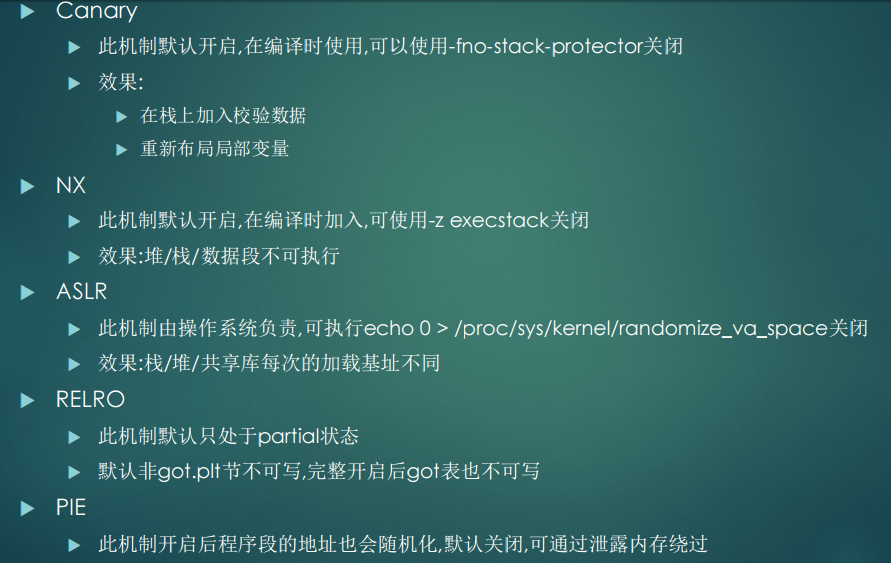 Canary
此机制默认开启,在编译时使用,可以使用-fno-stack-protector关闭
效果:
在栈上加入校验数据
重新布局局部变量
NX
此机制默认开启,在编译时加入,可使用-z execstack关闭
效果:堆/栈/数据段不可执行
ASLR
此机制由操作系统负责,可执行echo 0 > /proc/sys/kernel/randomize_va_space关闭
效果:栈/堆/共享库每次的加载基址不同
RELRO
此机制默认只处于partial状态
默认非got.plt节不可写,完整开启后got表也不可写
PIE
此机制开启后程序段的地址也会随机化,默认关闭,可通过泄露内存绕过